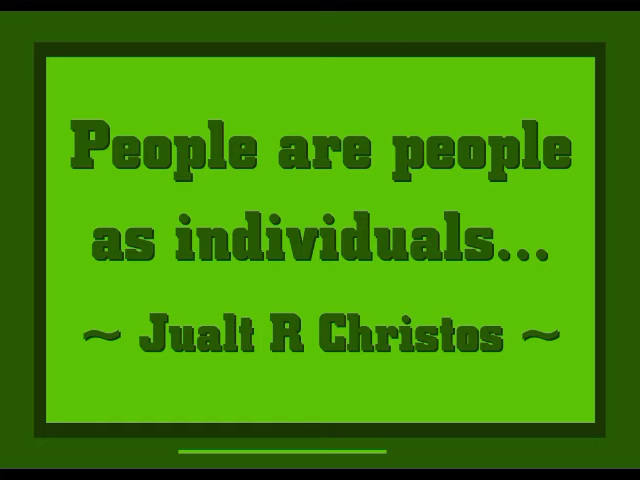 People are people
as individuals...
~ Jualt R Christos ~